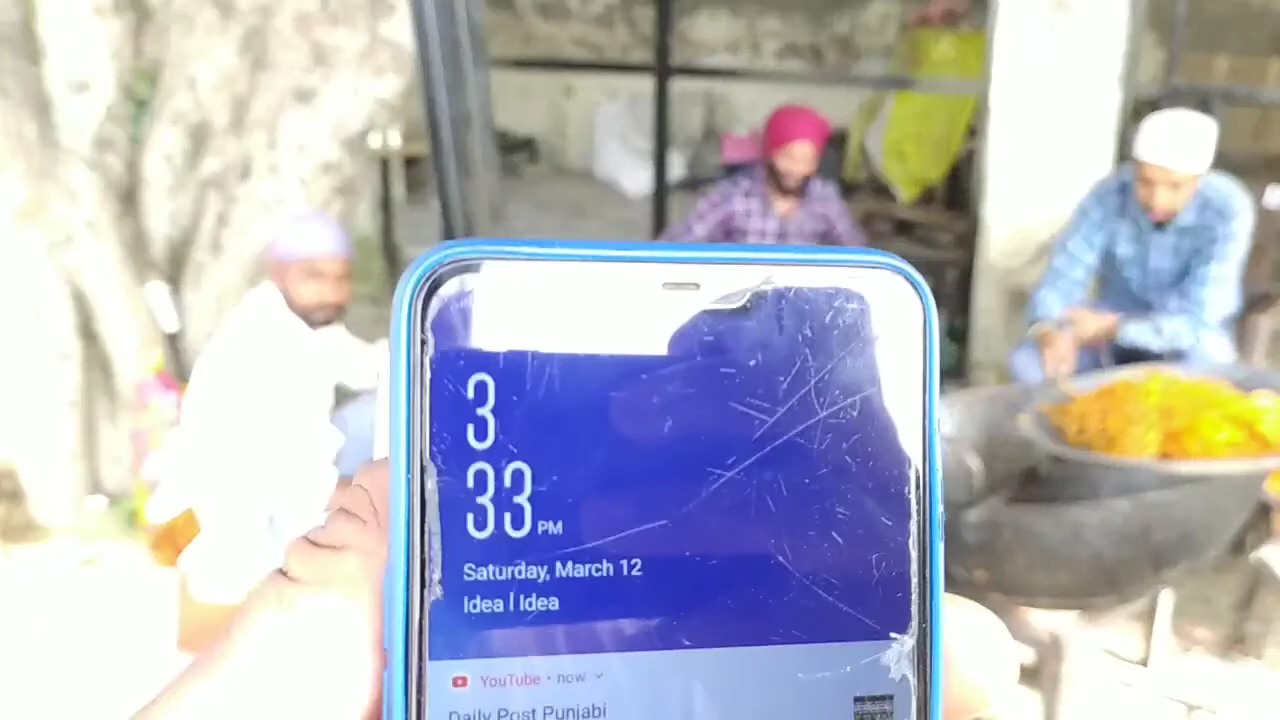 3
33 PM
Saturday, March 12
Idea | Idea
YouTube • now
Daily Post Punjabi